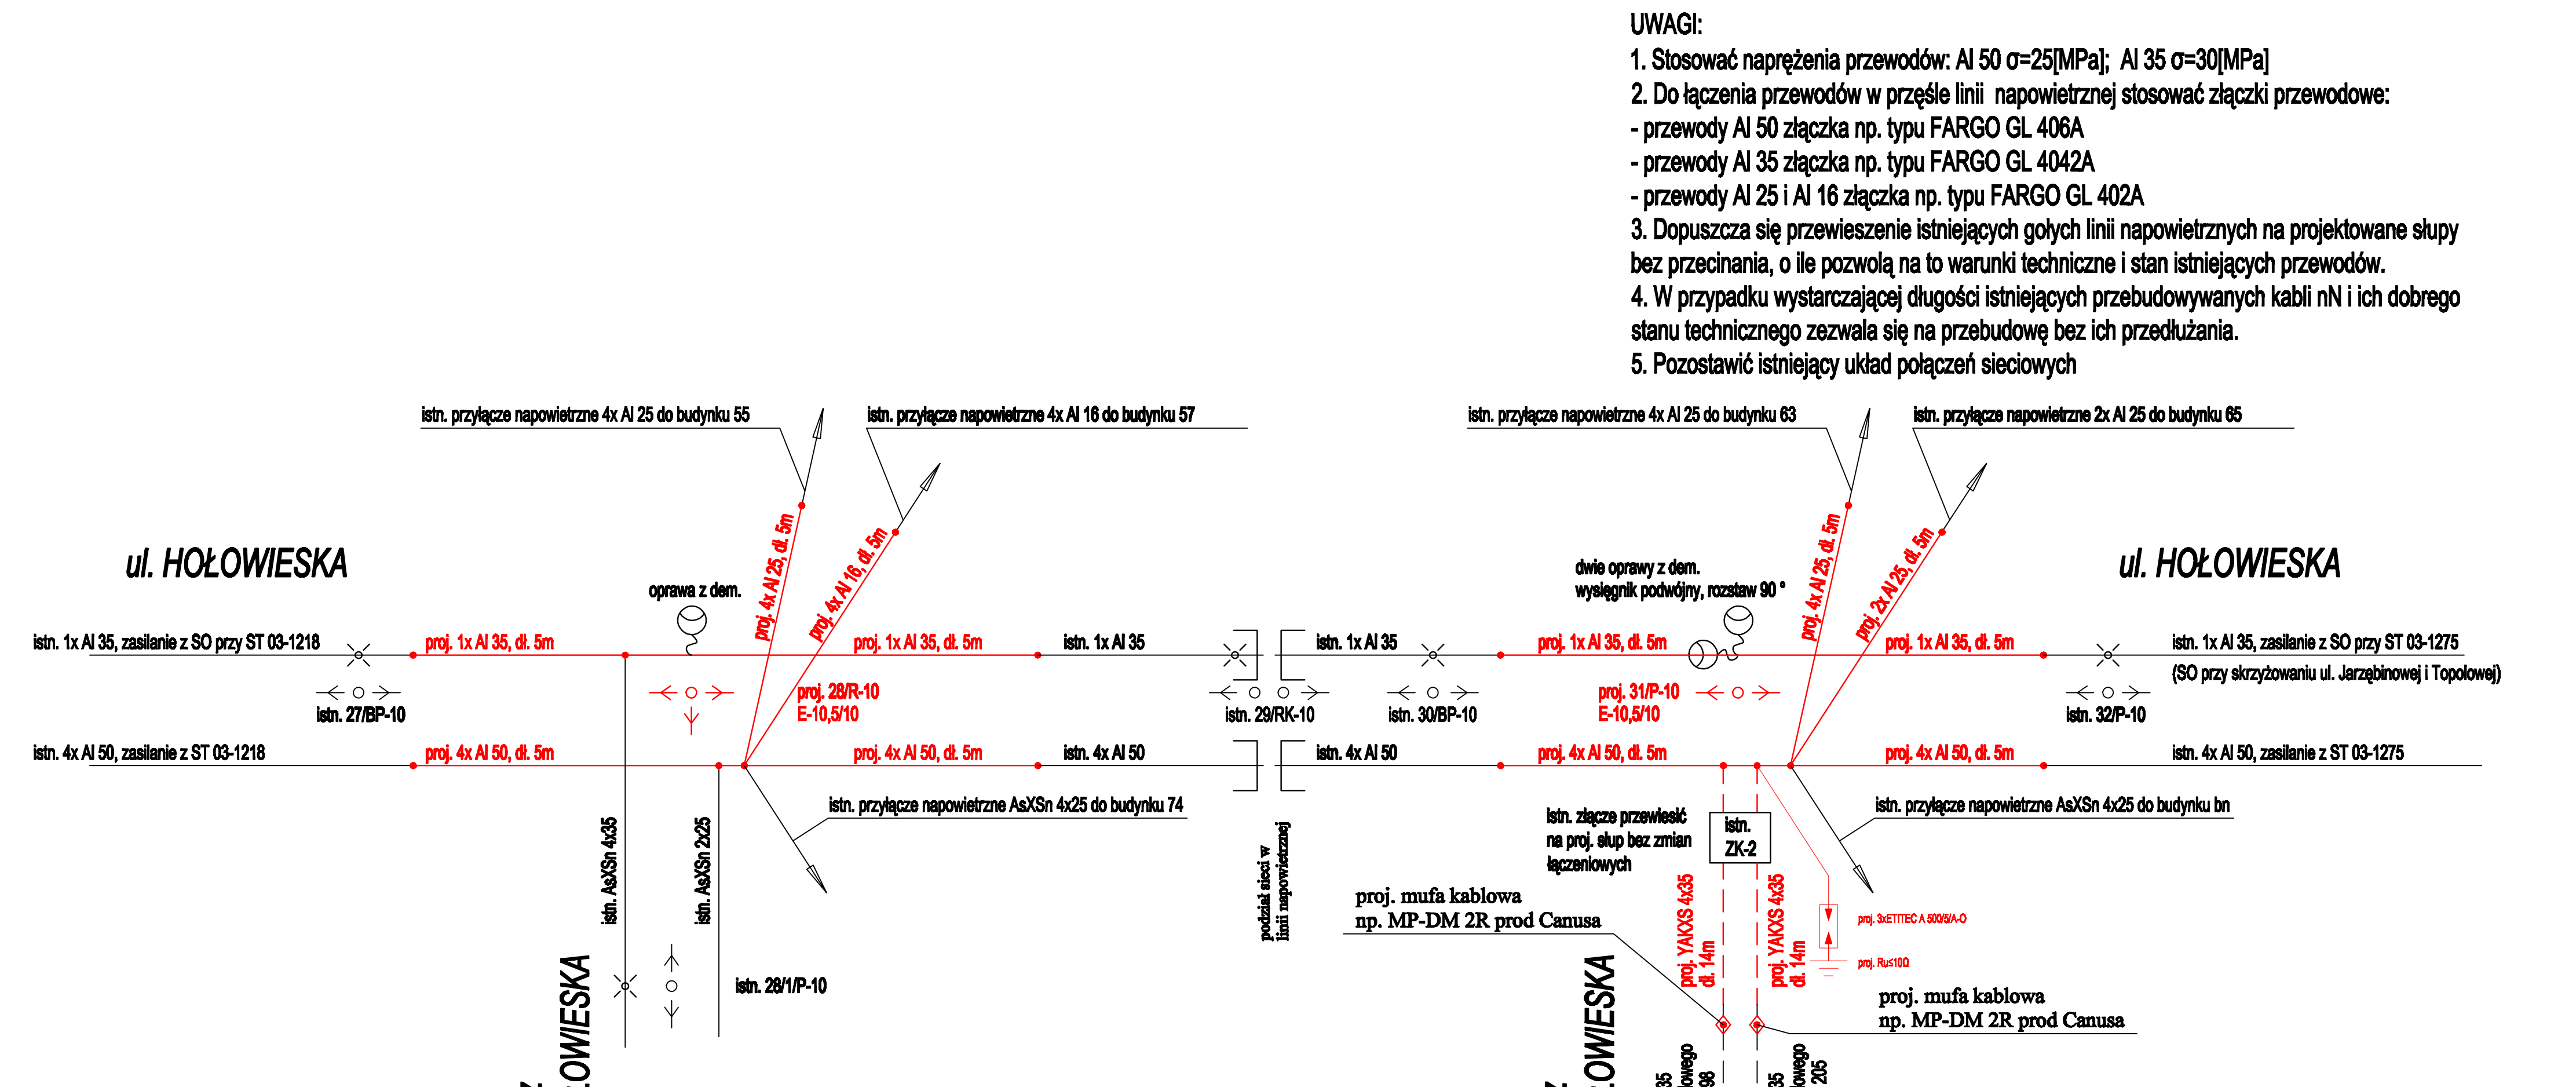 UWAGI:
1. Stosować naprężenia przewodów: Al 50 σ=25[MPa]; Al 35 σ=30[MPa]
2. Do łączenia przewodów w przęśle linii napowietrznej stosować złączki przewodowe:
- przewody Al 50 złączka np. typu FARGO GL 406A
- przewody Al 35 złączka np. typu FARGO GL 4042A
- przewody Al 25 i Al 16 złączka np. typu FARGO GL 402A
3. Dopuszcza się przewieszenie istniejących gołych linii napowietrznych na projektowane słupy
bez przecinania, o ile pozwolą na to warunki techniczne i stan istniejących przewodów.
4. W przypadku wystarczającej długości istniejących przebudowywanych kabli nN i ich dobrego
stanu technicznego zezwala się na przebudowę bez ich przedłużania.
5. Pozostawić istniejący układ połączeń sieciowych
istn. przyłącze napowietrzne 4x Al 25 do budynku 55
istn. przyłącze napowietrzne 4x Al 16 do budynku 57
istn. przyłącze napowietrzne 4x Al 25 do budynku 63
istn. przyłącze napowietrzne 2x Al 25 do budynku 65
ul. HOŁOWIESKA
oprawa z dem.
proj. 4x Al 25, dł. 5m
proj. 4x Al 16, dł. 5m
dwie oprawy z dem.
wysięgnik podwójny, rozstaw 90 °
proj. 4x Al 25, dł. 5m
proj. 2x Al 25, dł. 5m
ul. HOŁOWIESKA
istn. 1x Al 35, zasilanie z SO przy ST 03-1218
proj. 1x Al 35, dł. 5m
proj. 1x Al 35, dł. 5m
istn. 1x Al 35
istn. 1x Al 35
proj. 1x Al 35, dł. 5m
proj. 1x Al 35, dł. 5m
istn. 1x Al 35, zasilanie z SO przy ST 03-1275
(SO przy skrzyżowaniu ul. Jarzębinowej i Topolowej)
istn. 27/BP-10
proj. 28/R-10
E-10,5/10
istn. 29/RK-10
istn. 30/BP-10
proj. 31/P-10
E-10,5/10
istn. 32/P-10
istn. 4x Al 50, zasilanie z ST 03-1218
proj. 4x Al 50, dł. 5m
proj. 4x Al 50, dł. 5m
istn. 4x Al 50
istn. 4x Al 50
proj. 4x Al 50, dł. 5m
proj. 4x Al 50, dł. 5m
istn. 4x Al 50, zasilanie z ST 03-1275
istn. przyłącze napowietrzne AsXSn 4x25 do budynku 74
istn. przyłącze napowietrzne AsXSn 4x25 do budynku bn
istn. AsXSn 4x35
istn. AsXSn 2x25
podział sieci w
linii napowietrznej
istn. złącze przewiesić
na proj. słup bez zmian
łączeniowych
istn.
ZK-2
proj. mufa kablowa
np. MP-DM 2R prod Canusa
proj. YAKXS 4x35
dł. 14m
proj. YAKXS 4x35
dł. 14m
proj. 3xETITEC A 500/5/A-O
proj. Ru≤10Ω
istn. 28/1/P-10
proj. mufa kablowa
np. MP-DM 2R prod Canusa
205